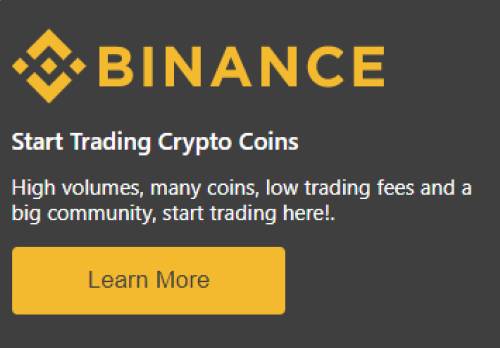 BINANCE
Start Trading Crypto Coins
High volumes, many coins, low trading fees and a
big community, start trading here!.
Learn More